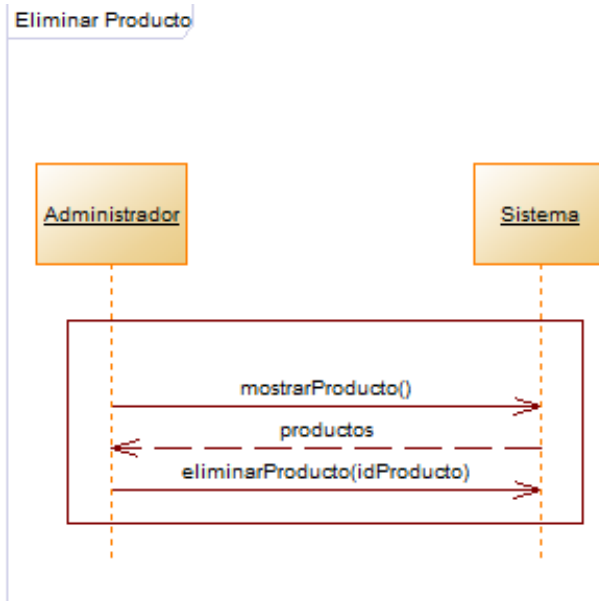 Eliminar Producto
Administrador
Sistema
mostrarProducto()
productos
eliminarProducto(idProducto)